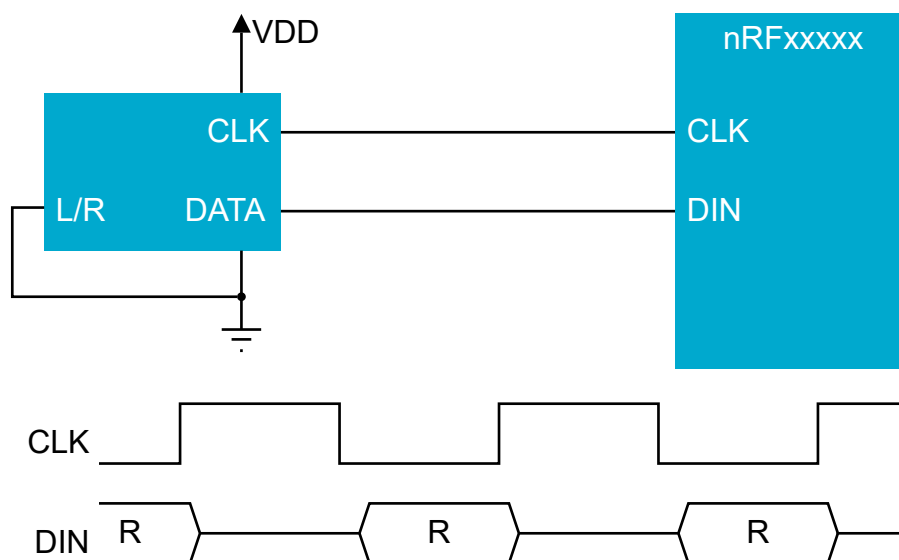 VDD
nRFxxxxx
CLK
CLK
L/R
DATA
DIN
CLK
DIN
R
R
R